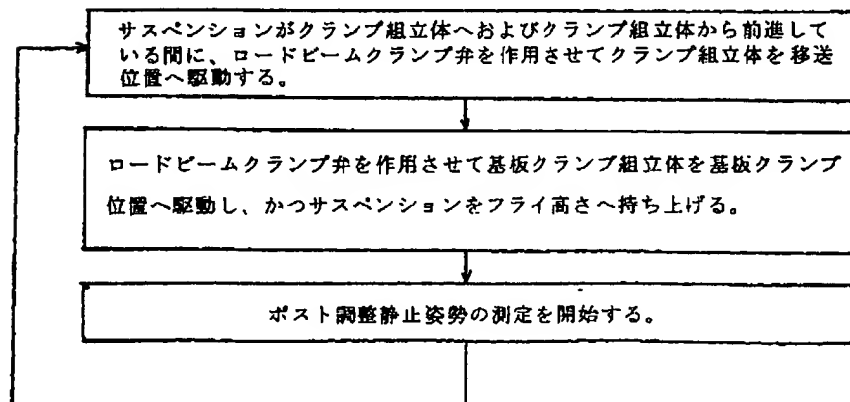 サスペンションがクランプ組立体へおよびクランプ組立体から前進して
いる間に、ロードビームクランプ弁を作用させてクランプ組立体を移送
位置へ駆動する。
ロードビームクランプ弁を作用させて基板クランプ組立体を基板クランプ
位置へ駆動し、かつサスペンションをフライ高さへ持ち上げる。
ポスト調整静止姿勢の測定を開始する。